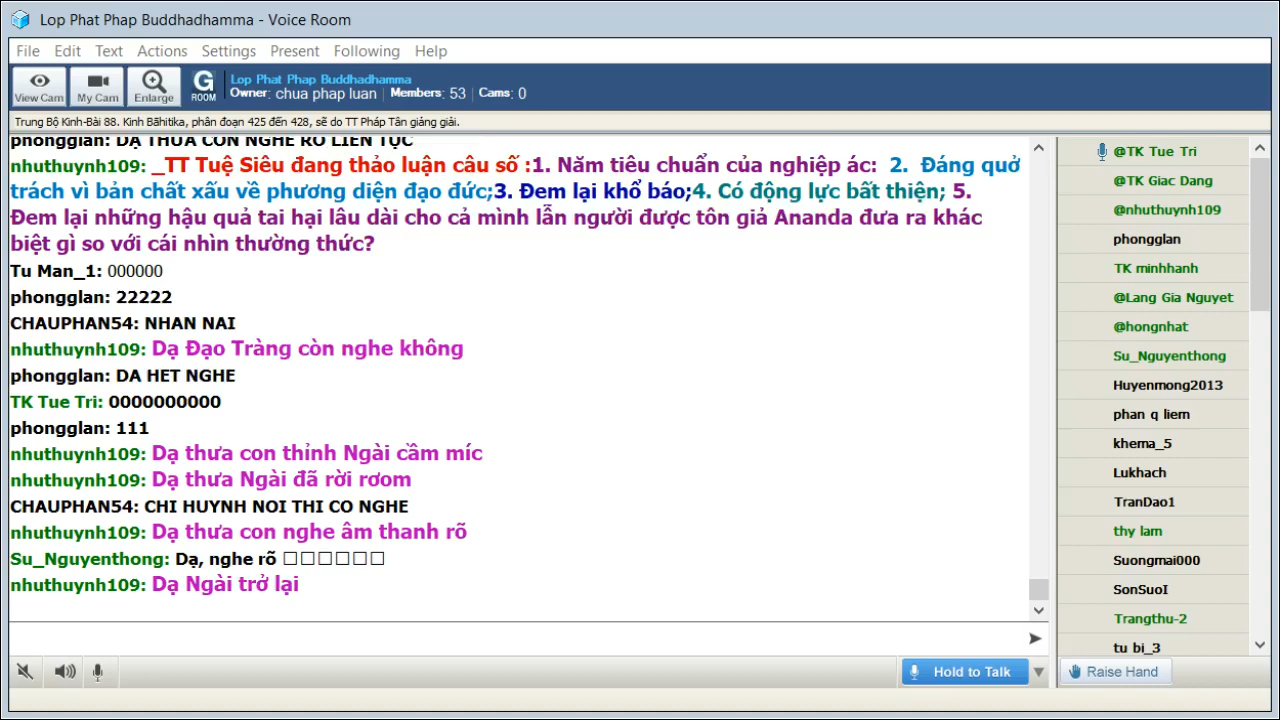 Lop Phat Phap Buddhadhamma - Voice Room
File Edit Text Actions Settings Present Following Help
View Cam My Cam Enlarge G ROOM
Lop Phat Phap Buddhadhamma
Owner: chua phap luan | Members: 53 | Cams: 0
Trung Bộ Kinh-Bài 88. Kinh Bãhitika, phân đoạn 425 đến 428, sẽ do TT Pháp Tân giảng giải.
phongglan: DẠ THƯA CON NGHE RÕ LIÊN TỤC
nhuthuynh109: _TT Tuệ Siêu đang thảo luận câu số :1. Năm tiêu chuẩn của nghiệp ác: 2. Đáng quở
trách vì bản chất xấu về phương diện đạo đức;3. Đem lại khổ báo;4. Có động lực bất thiện; 5.
Đem lại những hậu quả tai hại lâu dài cho cả mình lẫn người được tôn giả Ananda đưa ra khác
biệt gì so với cái nhìn thường thức?
Tu Man_1: 000000
phongglan: 22222
CHAUPHAN54: NHAN NAI
nhuthuynh109: Dạ Đạo Tràng còn nghe không
phongglan: DA HET NGHE
TK Tue Tri: 0000000000
phongglan: 111
nhuthuynh109: Dạ thưa con thỉnh Ngài cầm míc
nhuthuynh109: Dạ thưa Ngài đã rời rơom
CHAUPHAN54: CHI HUYNH NOI THI CO NGHE
nhuthuynh109: Dạ thưa con nghe âm thanh rõ
Su_Nguyenthong: Dạ, nghe rõ □□□□□□
nhuthuynh109: Dạ Ngài trở lại
@TK Tue Tri
@TK Giac Dang
@nhuthuynh109
phongglan
TK minhhanh
@Lang Gia Nguyet
@hongnhat
Su_Nguyenthong
Huyenmong2013
phan q liem
khema_5
Lukhach
TranDao1
thy lam
Suongmai000
SonSuoI
Trangthu-2
tu bi_3
Hold to Talk
Raise Hand